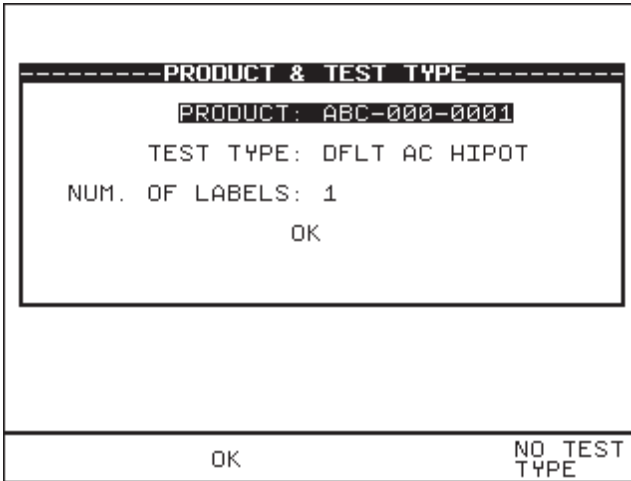 ---------PRODUCT & TEST TYPE----------
PRODUCT: ABC-000-0001
TEST TYPE: DFLT AC HIPOT
NUM. OF LABELS: 1
OK
OK
NO TEST
TYPE